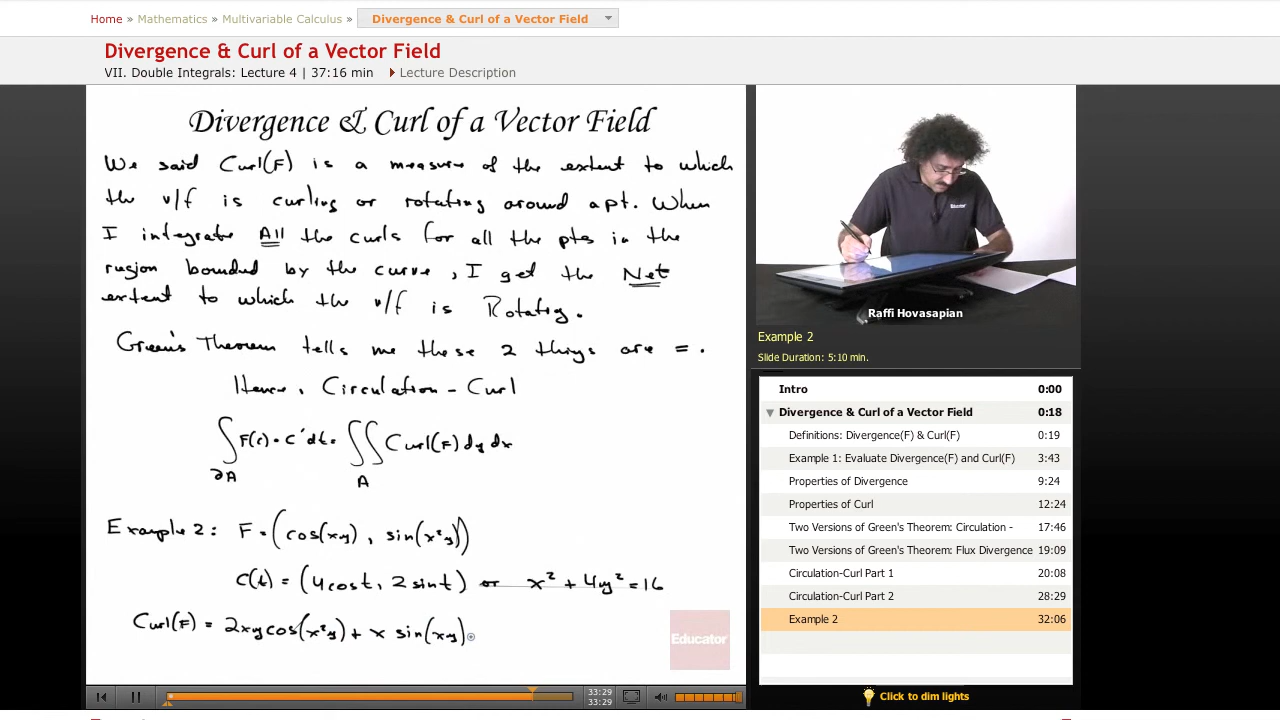 Home » Mathematics » Multivariable Calculus » Divergence & Curl of a Vector Field
Divergence & Curl of a Vector Field
VII. Double Integrals: Lecture 4 | 37:16 min Lecture Description
Divergence & Curl of a Vector Field
We said Curl(F) is a measure of the extent to which
the v/f is curling or rotating around a pt. When
I integrate All the curls for all the pts in the
region bounded by the curve, I get the Net
extent to which the v/f is Rotating.
Green's Theorem tells me these 2 things are = .
Hence, Circulation - Curl
∫∂A F(c) • C' dt = ∫∫A Curl(F) dy dx
Example 2: F = (cos(xy), sin(x²y))
C(t) = (4cost, 2sint) or x² + 4y² = 16
Curl(F) = 2xycos(x²y) + x sin(xy)
Educator
33:29
33:29
Educator
Raffi Hovasapian
Example 2
Slide Duration: 5:10 min.
Intro 0:00
Divergence & Curl of a Vector Field 0:18
Definitions: Divergence(F) & Curl(F) 0:19
Example 1: Evaluate Divergence(F) and Curl(F) 3:43
Properties of Divergence 9:24
Properties of Curl 12:24
Two Versions of Green's Theorem: Circulation - 17:46
Two Versions of Green's Theorem: Flux Divergence 19:09
Circulation-Curl Part 1 20:08
Circulation-Curl Part 2 28:29
Example 2 32:06
Click to dim lights